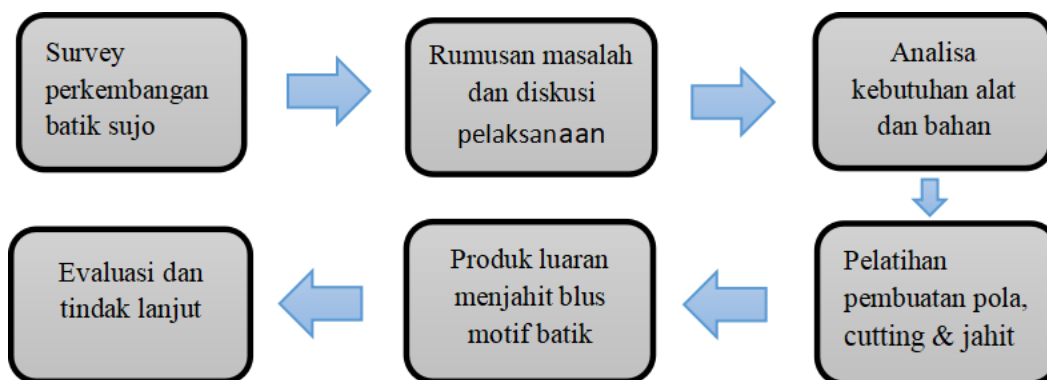 Survey
perkembangan
batik sujo
Rumusan masalah
dan diskusi
pelaksanaan
Analisa
kebutuhan alat
dan bahan
Pelatihan
pembuatan pola,
cutting & jahit
Produk luaran
menjahit blus
motif batik
Evaluasi dan
tindak lanjut